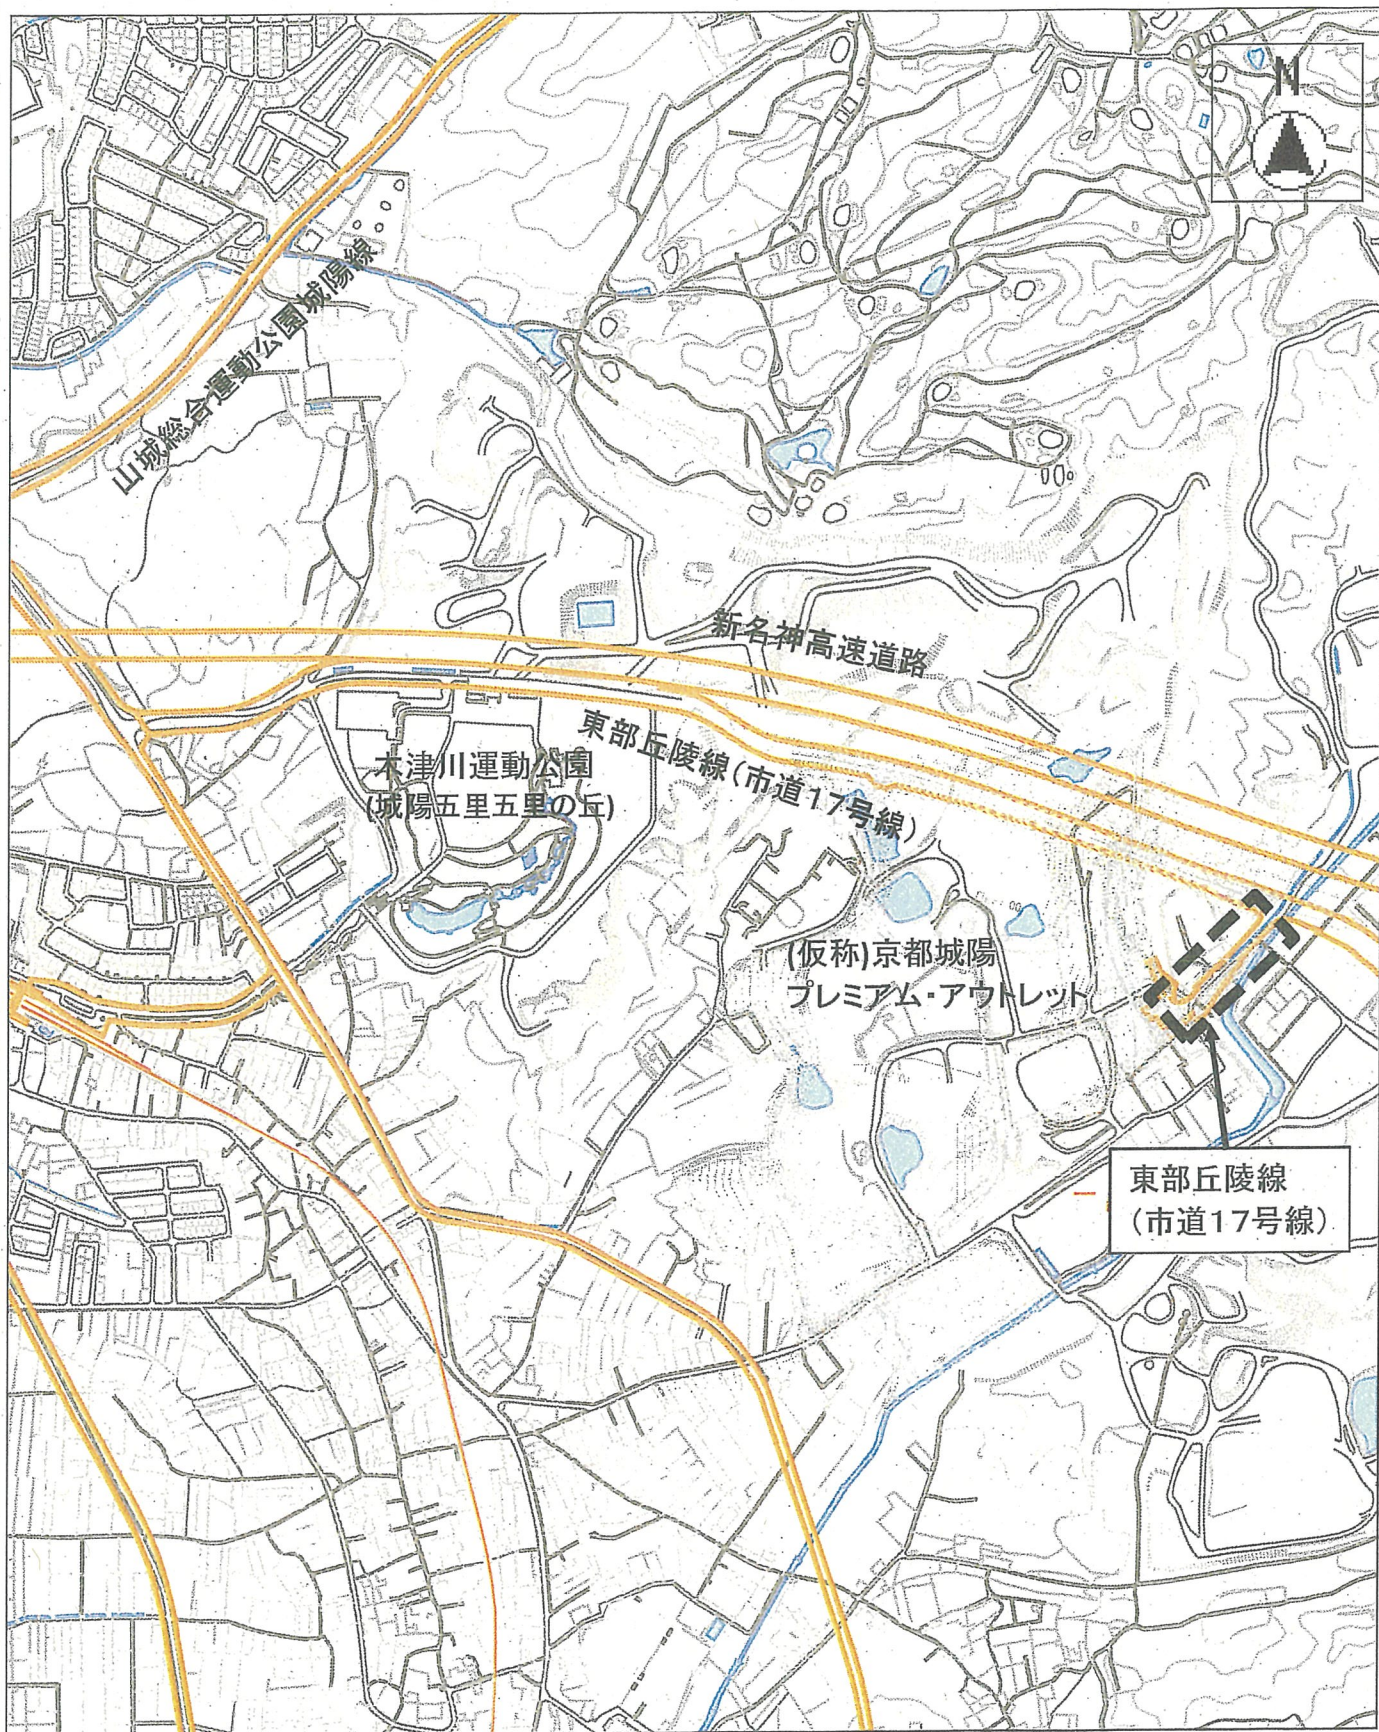 N
山城総合運動公園城陽線
新名神高速道路
東部丘陵線(市道17号線)
木津川運動公園
(城陽五里五里の丘)
(仮称)京都城陽
プレミアム・アウトレット
東部丘陵線
(市道17号線)